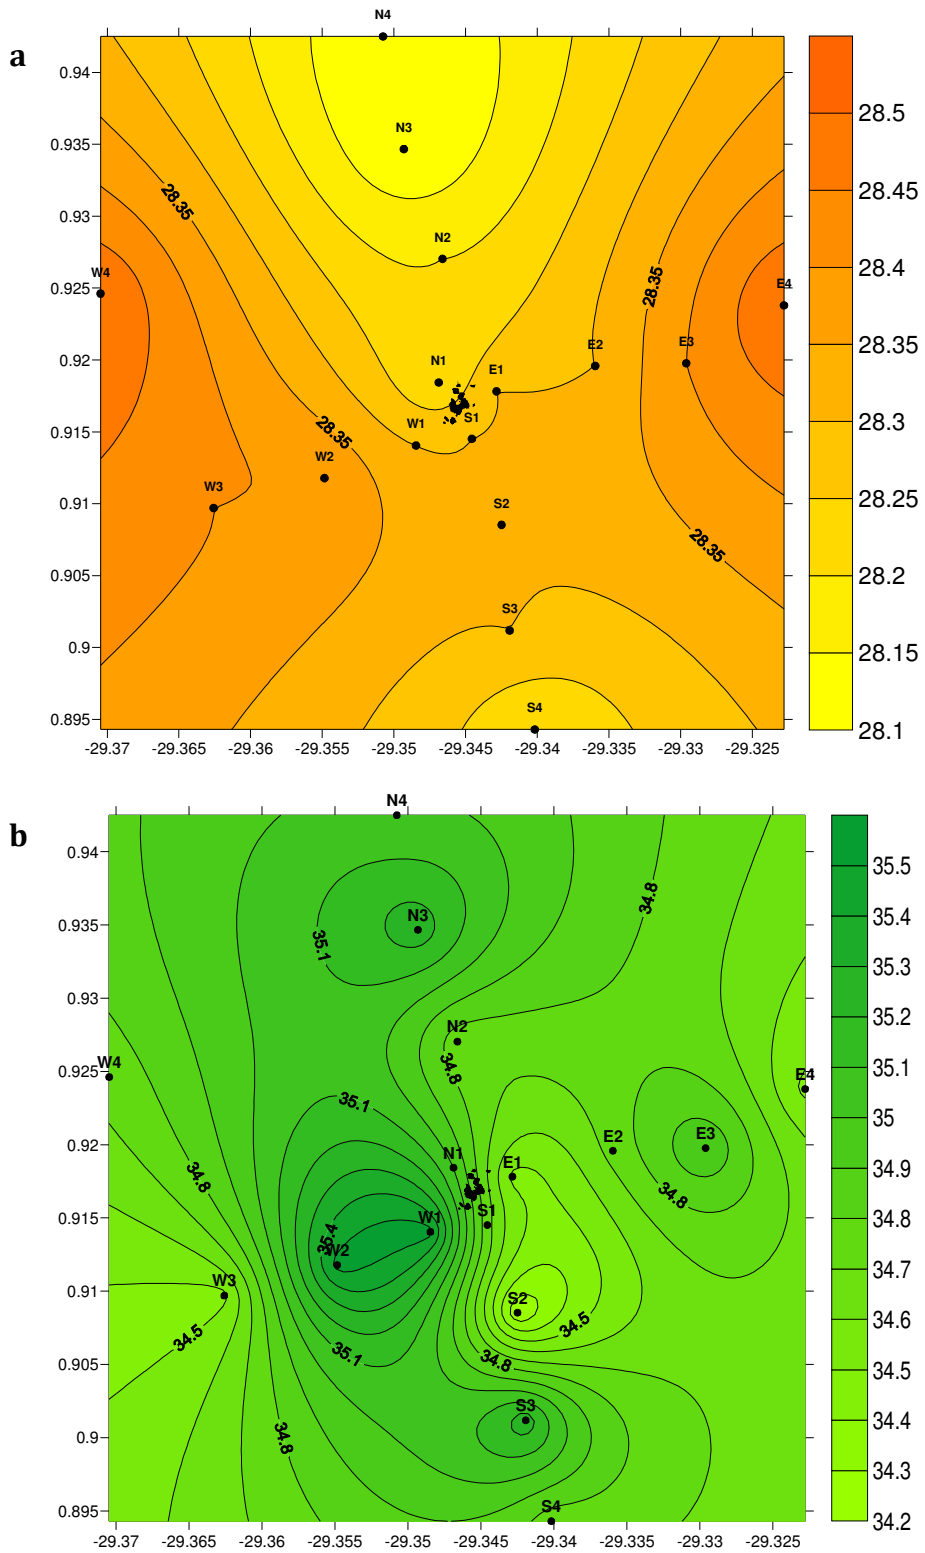 a
N4
0.94
0.935
0.93
0.925
0.92
0.915
0.91
0.905
0.9
0.895
N3
N2
N1
E1
E2
E3
E4
W4
W1
S1
W2
W3
S2
S3
S4
28.35
28.35
28.35
28.35
28.5
28.45
28.4
28.35
28.3
28.25
28.2
28.15
28.1
-29.37 -29.365 -29.36 -29.355 -29.35 -29.345 -29.34 -29.335 -29.33 -29.325
b
N4
0.94
0.935
0.93
0.925
0.92
0.915
0.91
0.905
0.9
0.895
N3
N2
N1
E1
E2
E3
E4
W4
W1
S1
W2
W3
S2
S3
S4
35.1
34.8
34.8
35.1
34.8
34.8
35.4
34.5
34.5
35.1
34.8
34.8
35.5
35.4
35.3
35.2
35.1
35
34.9
34.8
34.7
34.6
34.5
34.4
34.3
34.2
-29.37 -29.365 -29.36 -29.355 -29.35 -29.345 -29.34 -29.335 -29.33 -29.325